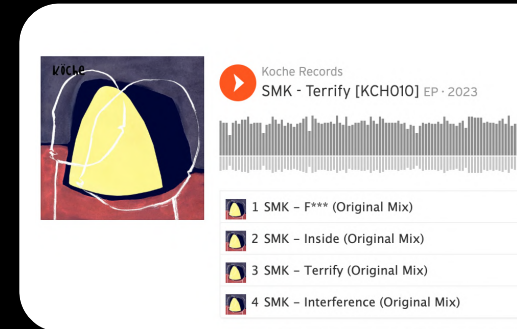 köche
Koche Records
SMK - Terrify [KCH010] EP · 2023
1 SMK – F*** (Original Mix)
2 SMK – Inside (Original Mix)
3 SMK – Terrify (Original Mix)
4 SMK – Interference (Original Mix)